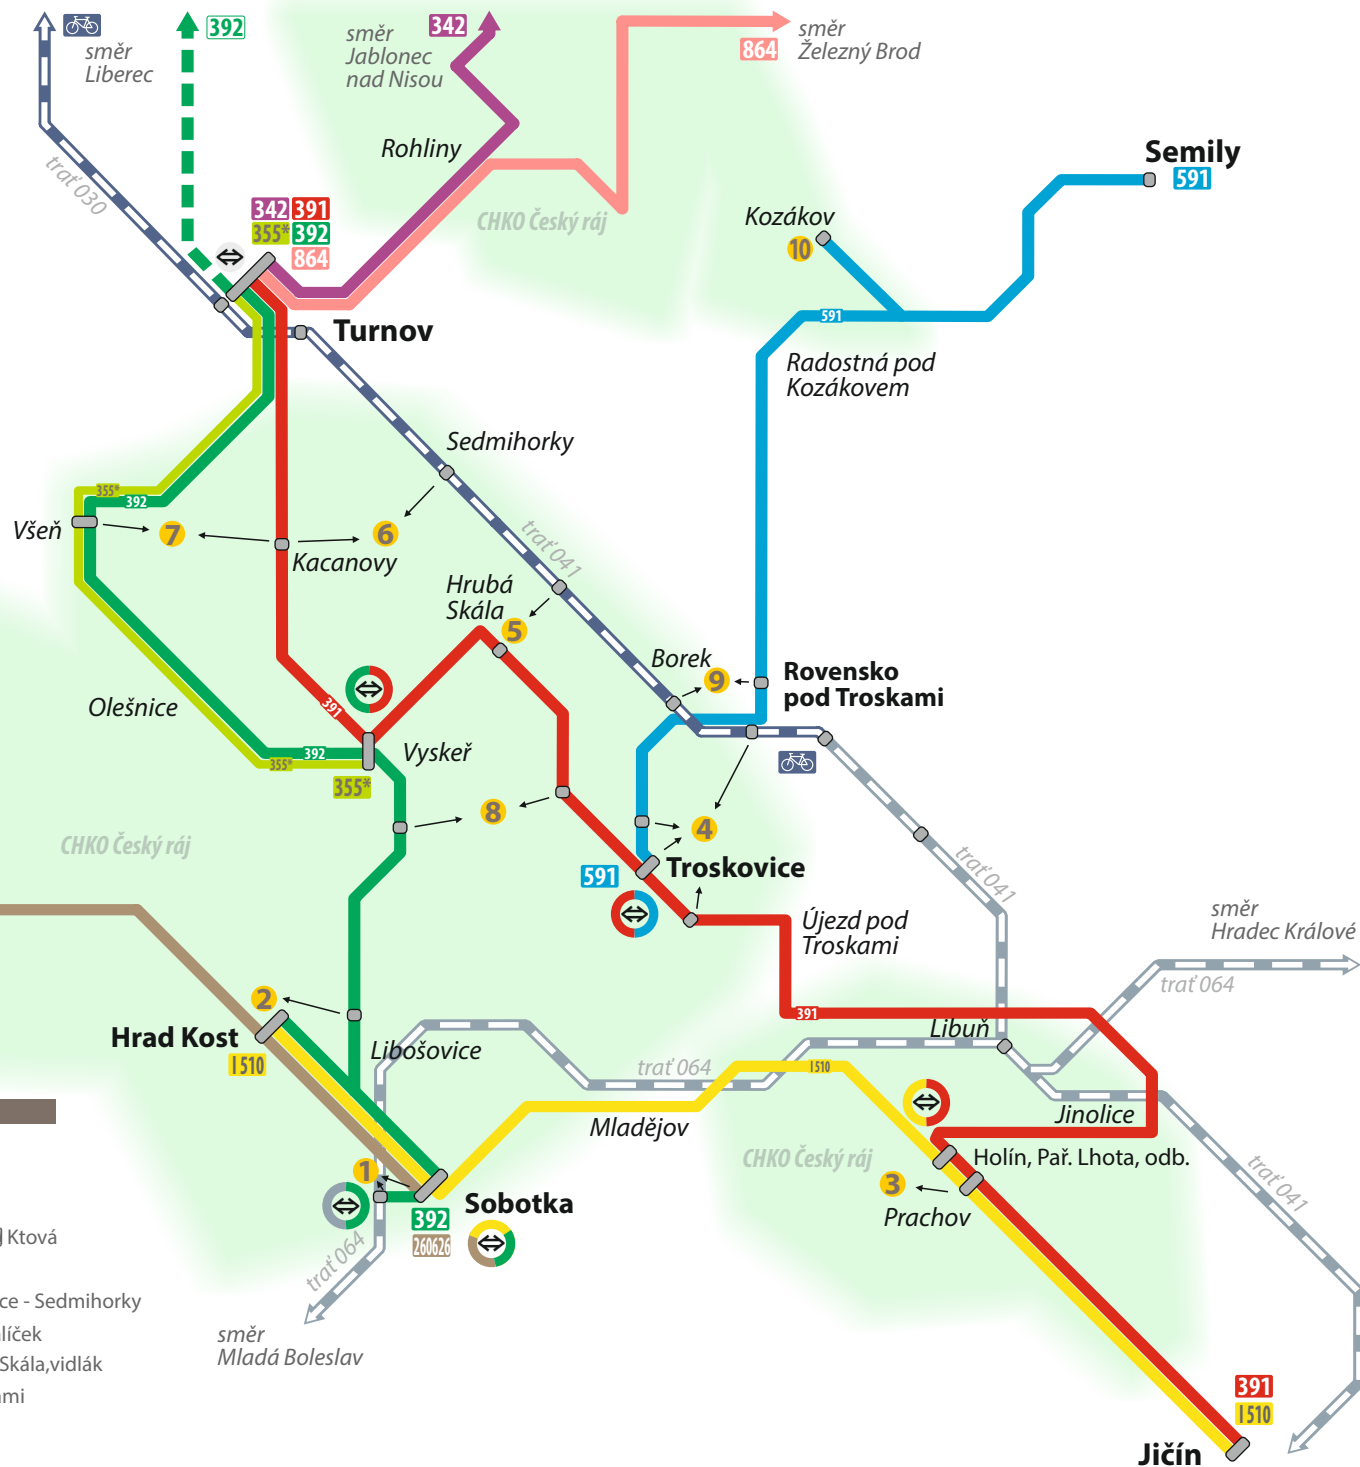 392
směr
Liberec
342
směr
Jablonec
nad Nisou
směr
Železný Brod
864
Rohliny
trať 030
Semily
591
342 391
355* 392
864
CHKO Český ráj
Kozákov
10
591
Turnov
Radostná pod
Kozákovem
Sedmihorky
355*
392
Všeň
7
6
Kacanovy
trať 041
Hrubá
Skála
5
Borek
9
Rovensko
pod Troskami
Olešnice
391
392
355*
Vyskeř
355*
8
4
CHKO Český ráj
591
Troskovice
Újezd pod
Troskami
trať 041
směr
Hradec Králové
trať 064
2
391
Hrad Kost
I 510
Libošovice
Libuň
trať 064
I 510
Mladějov
Jinolice
CHKO Český ráj
Holín, Pař. Lhota, odb.
1
3
Prachov
trať 041
Sobotka
392
260626
trať 064
Ktová
ce - Sedmihorky
líček
Skála,vidlák
ami
směr
Mladá Boleslav
391
I 510
Jičín